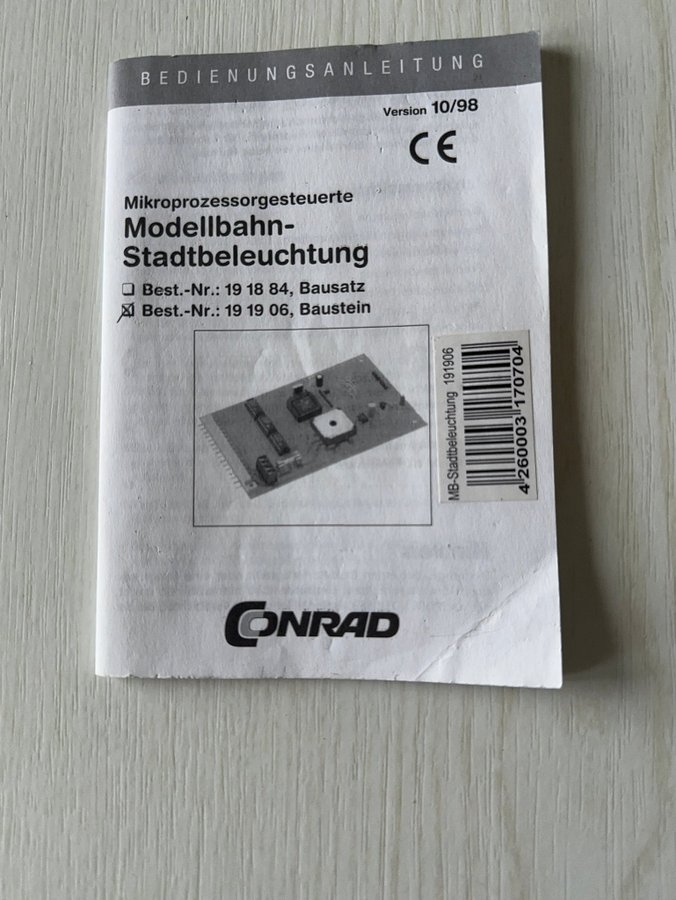 BEDIENUNGSANLEITUNG
Version 10/98
CE
Mikroprozessorgesteuerte
Modellbahn-
Stadtbeleuchtung
Best.-Nr.: 19 18 84, Bausatz
Best.-Nr.: 19 19 06, Baustein
MB-Stadtbeleuchtung 191906
4 260003 170704
CONRAD